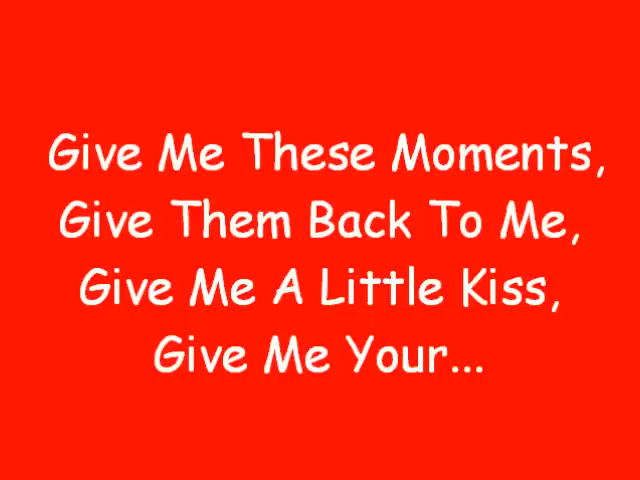 Give Me These Moments,
Give Them Back To Me,
Give Me A Little Kiss,
Give Me Your...